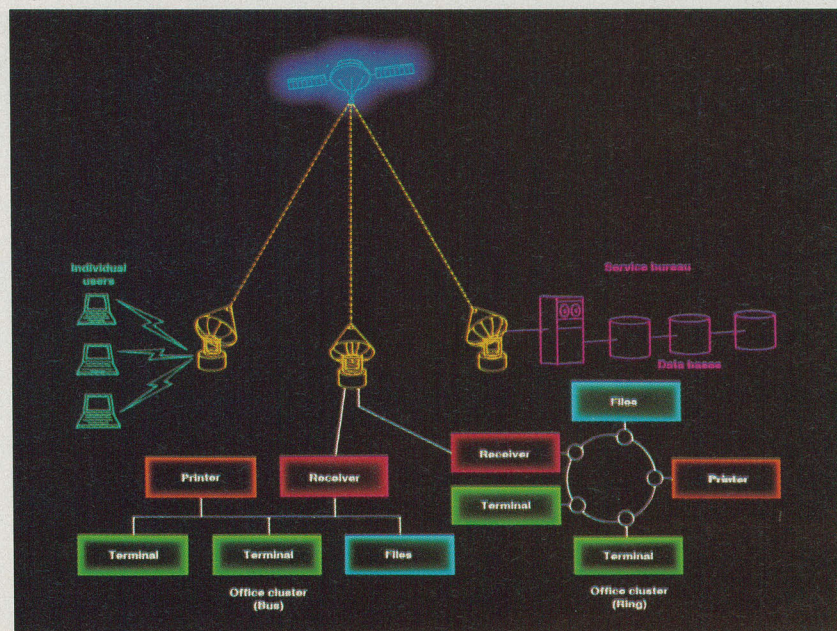 Individual
users
Service bureau
Data bases
Files
Receiver
Printer
Receiver
Printer
Terminal
Terminal
Terminal
Files
Terminal
Office cluster
(Bus)
Office cluster
(Ring)